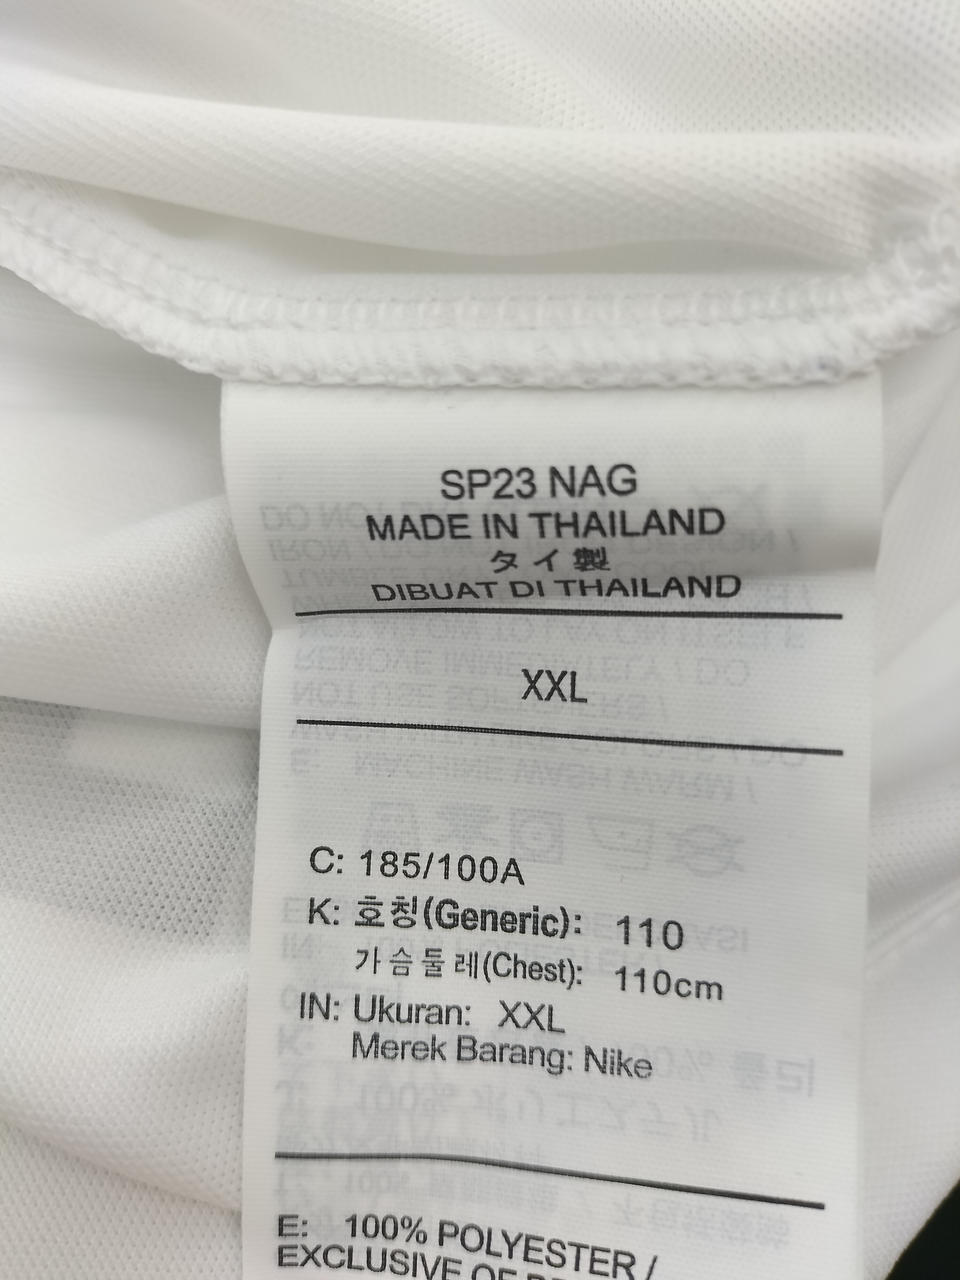 SP23 NAG
MADE IN THAILAND
タイ製
DIBUAT DI THAILAND
XXL
C: 185/100A
K: 호칭(Generic): 110
가슴둘레(Chest): 110cm
IN: Ukuran: XXL
Merek Barang: Nike
E: 100% POLYESTER /
EXCLUSIVE OF